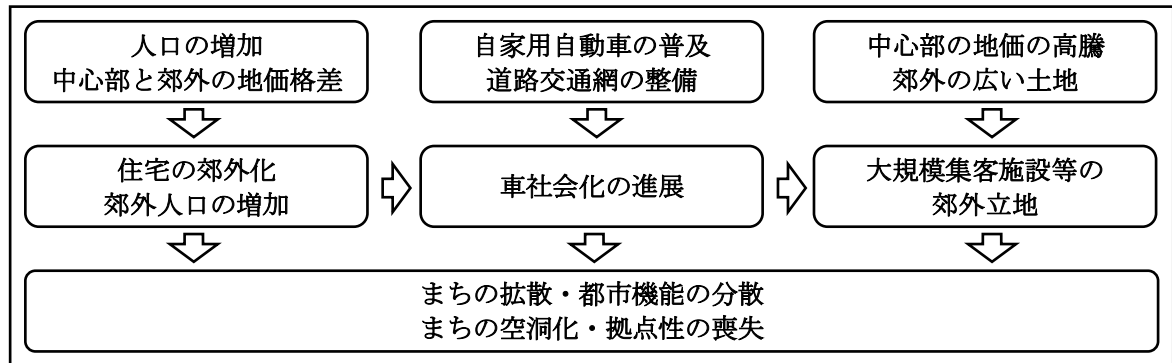 人口の増加
中心部と郊外の地価格差
自家用自動車の普及
道路交通網の整備
中心部の地価の高騰
郊外の広い土地
住宅の郊外化
郊外人口の増加
車社会化の進展
大規模集客施設等の
郊外立地
まちの拡散・都市機能の分散
まちの空洞化・拠点性の喪失